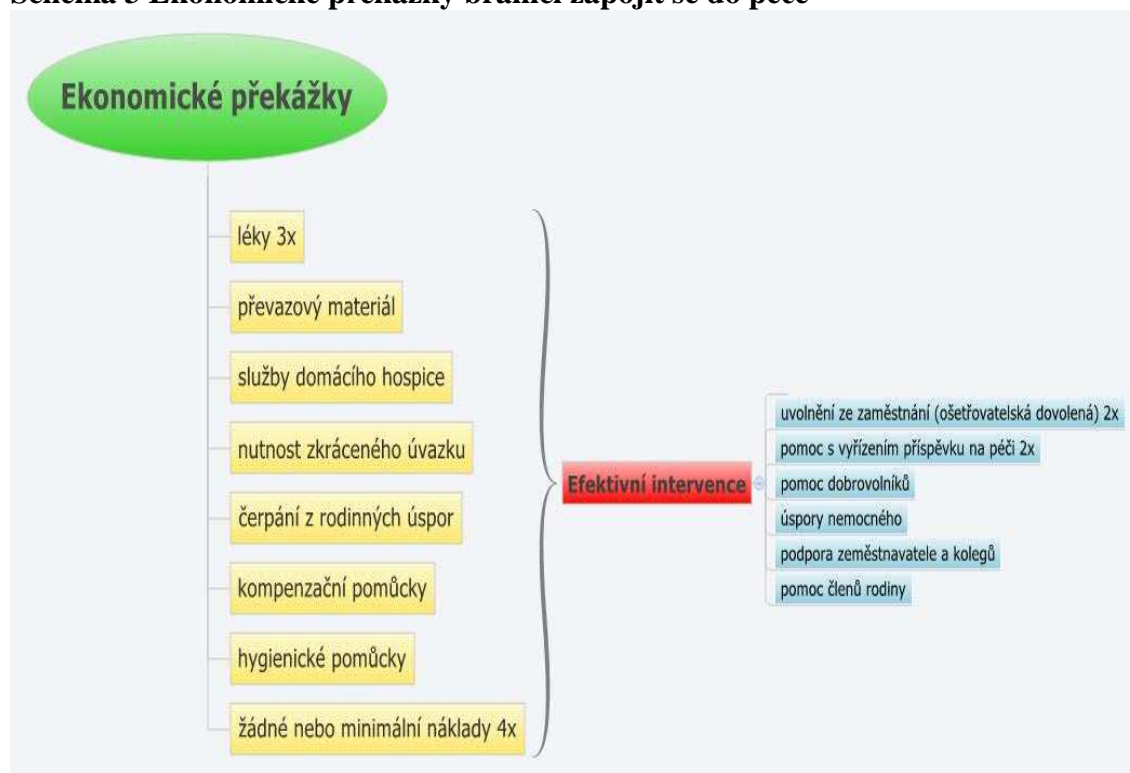 Schéma 5 Ekonomické překážky bránící zapojit se do péče
Ekonomické překážky
léky 3x
převazový materiál
služby domácího hospice
nutnost zkráceného úvazku
čerpání z rodinných úspor
kompenzační pomůcky
hygienické pomůcky
žádné nebo minimální náklady 4x
Efektivní intervence
uvolnění ze zaměstnání (ošetřovatelská dovolená) 2x
pomoc s vyřízením příspěvku na péči 2x
pomoc dobrovolníků
úspory nemocného
podpora zeměstnavatele a kolegů
pomoc členů rodiny